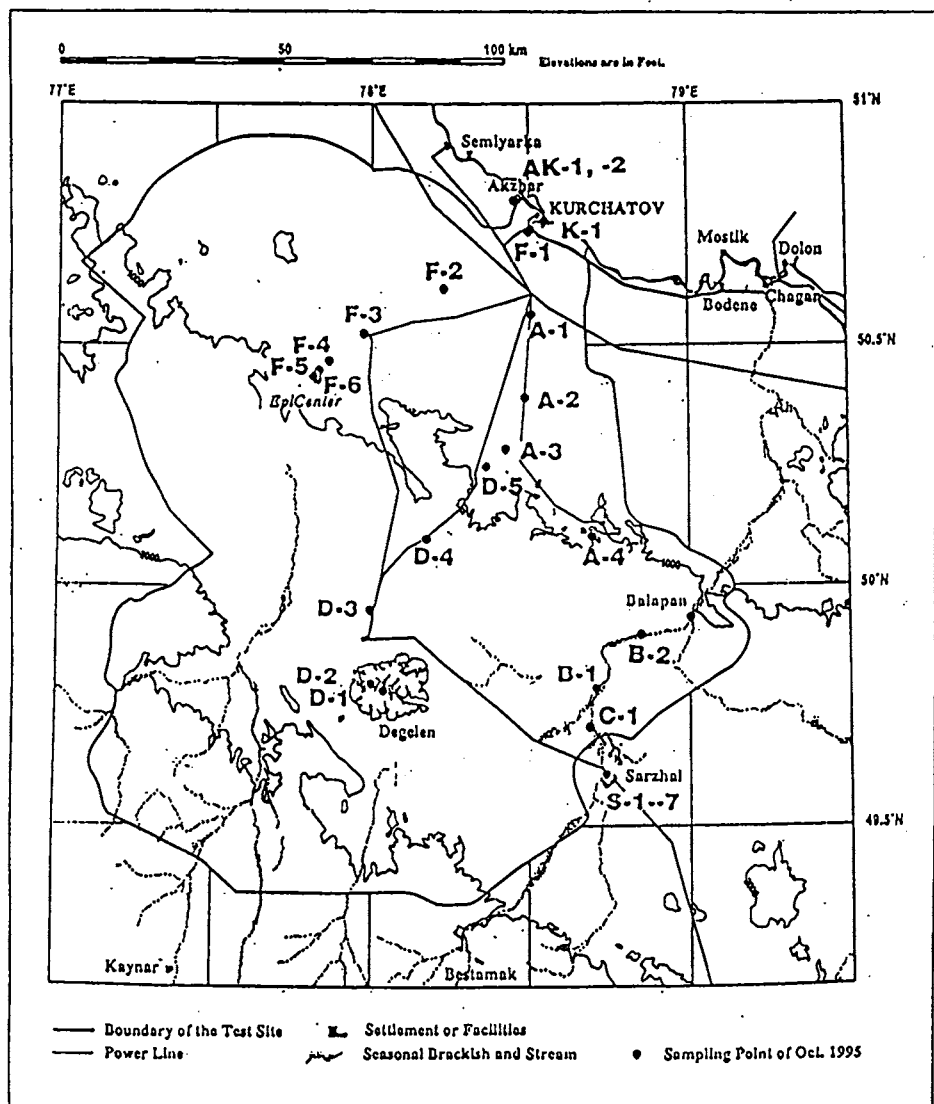 0 50 100 km
Elevations are in Feet.
77°E 78°E 79°E 51°N
Semlyarka
AK-1, -2
Akzhar
KURCHATOV
K-1
Mostik
Dolon
F-1
F-2
Bodene
Chagan
A-1
F-3
50.5°N
F-4
F-5
F-6
EpiCenter
A-2
A-3
D-5
D-4
A-4
50°N
D-3
Balapan
B-2
D-2
B-1
D-1
C-1
Degelen
Sarzhal
S-1--7
49.5°N
Kaynar
Bestamak
Boundary of the Test Site
Settlement or Facilities
Power Line
Seasonal Brackish and Stream
Sampling Point of Oct. 1995